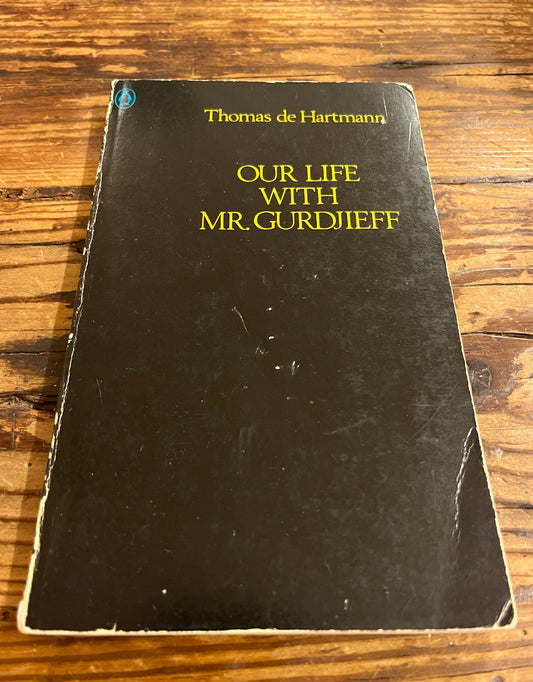 Thomas de Hartmann
OUR LIFE
WITH
MR. GURDJIEFF